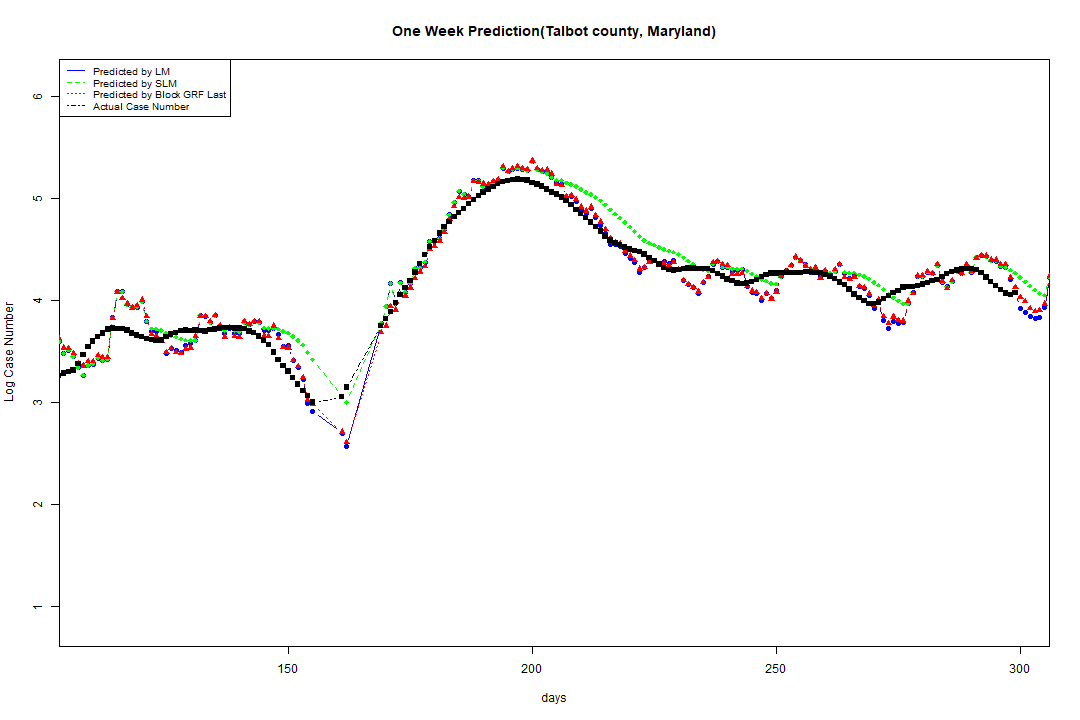 One Week Prediction(Talbot county, Maryland)
Predicted by LM
Predicted by SLM
Predicted by Block GRF Last
Actual Case Number
6
5
4
3
2
1
Log Case Number
150
200
250
300
days